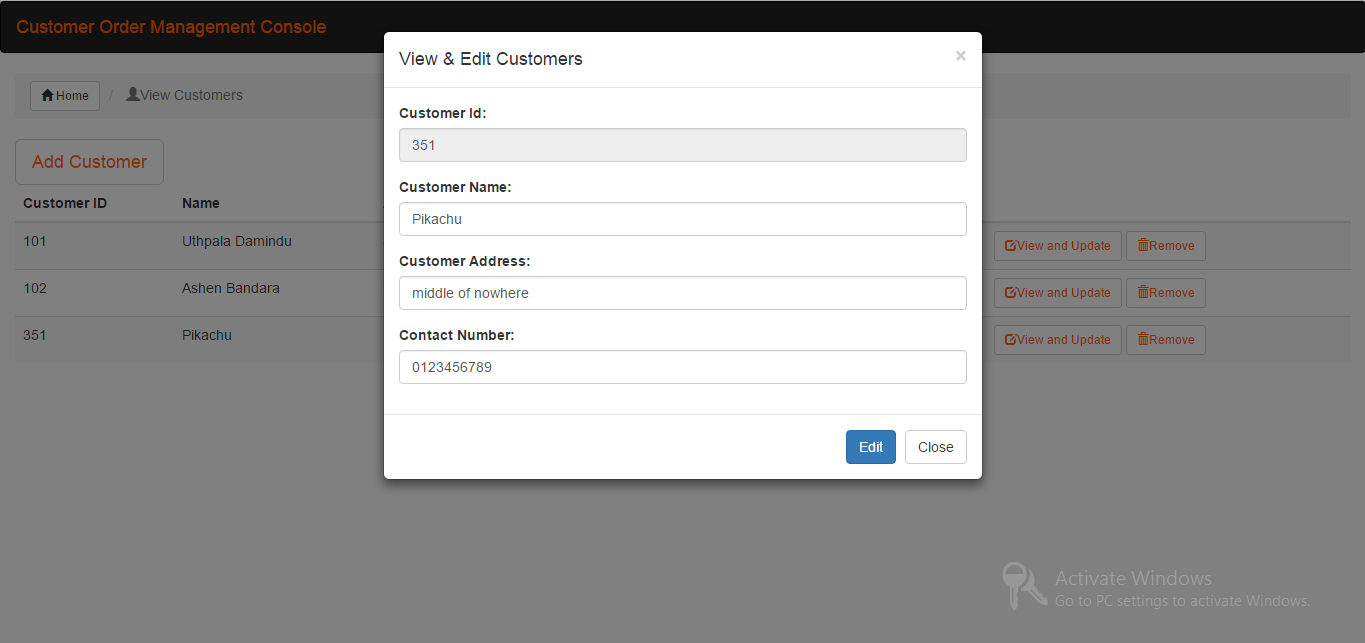 Customer Order Management Console
View & Edit Customers
×
Home / View Customers
Customer Id:
351
Add Customer
Customer Name:
Customer ID Name
Pikachu
101 Uthpala Damindu View and Update Remove
Customer Address:
102 Ashen Bandara middle of nowhere View and Update Remove
351 Pikachu Contact Number: View and Update Remove
0123456789
Edit Close
Activate Windows
Go to PC settings to activate Windows.